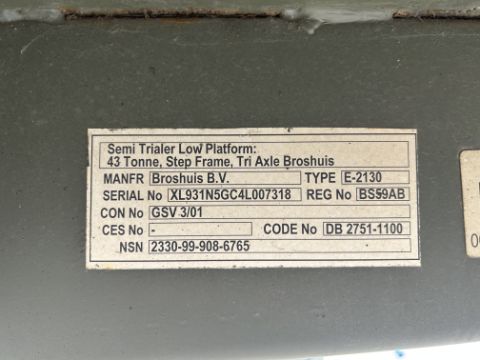 Semi Trialer Low Platform:
43 Tonne, Step Frame, Tri Axle Broshuis
MANFR Broshuis B.V. TYPE E-2130
SERIAL No XL931N5GC4L007318 REG No BS59AB
CON No GSV 3/01
CES No - CODE No DB 2751-1100
NSN 2330-99-908-6765